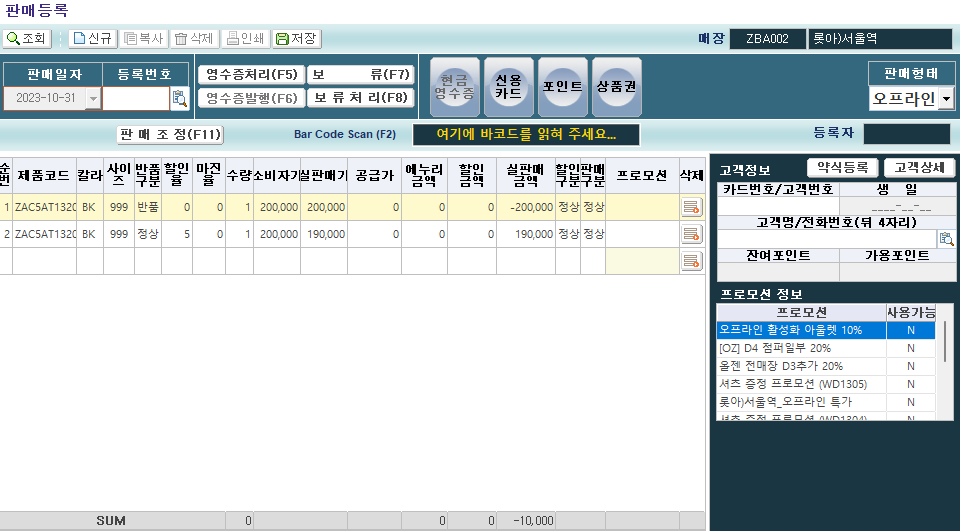 판매등록
조회 신규 복사 삭제 인쇄 저장 매장 ZBA002 롯아)서울역
판매일자 등록번호 영수증처리(F5) 보 류(F7) 현금 영수증 신용 카드 포인트 상품권 판매형태
2023-10-31 영수증발행(F6) 보류처리(F8) 오프라인
판 매 조 정(F11) Bar Code Scan (F2) 여기에 바코드를 읽혀 주세요... 등록자
순번 제품코드 칼라 사이즈 반품구분 할인율 마진율 수량 소비자가 실판매가 공급가 에누리금액 할인금액 실판매금액 할인구분 판매구분 프로모션 삭제
1 ZAC5AT1320 BK 999 반품 0 0 1 200,000 200,000 0 0 0 -200,000 정상 정상
2 ZAC5AT1320 BK 999 정상 5 0 1 200,000 190,000 0 0 0 190,000 정상 정상
SUM 0 0 0 -10,000
고객정보 약식등록 고객상세
카드번호/고객번호 생 일
____-__-__
고객명/전화번호(뒤 4자리)
잔여포인트 가용포인트
프로모션 정보
프로모션 사용가능
오프라인 활성화 아울렛 10% N
[OZ] D4 점퍼일부 20% N
올젠 전매장 D3추가 20% N
셔츠 증정 프로모션 (WD1305) N
롯아)서울역_오프라인 특가 N
셔츠 증정 프로모션 (WD1304) N